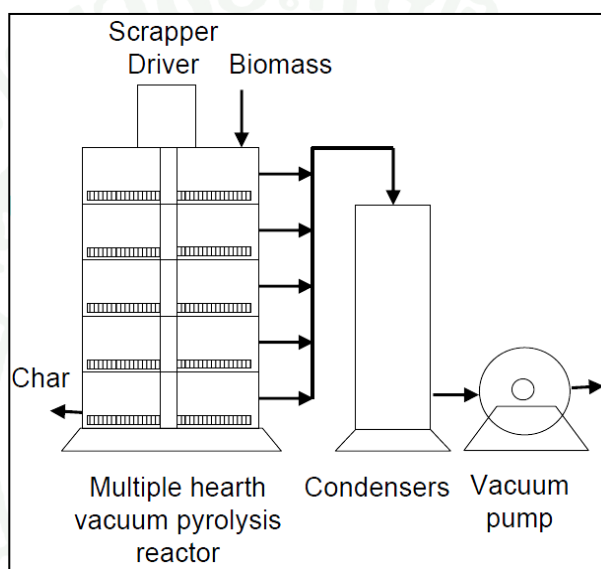 Scrapper
Driver
Biomass
Char
Multiple hearth
vacuum pyrolysis
reactor
Condensers
Vacuum
pump